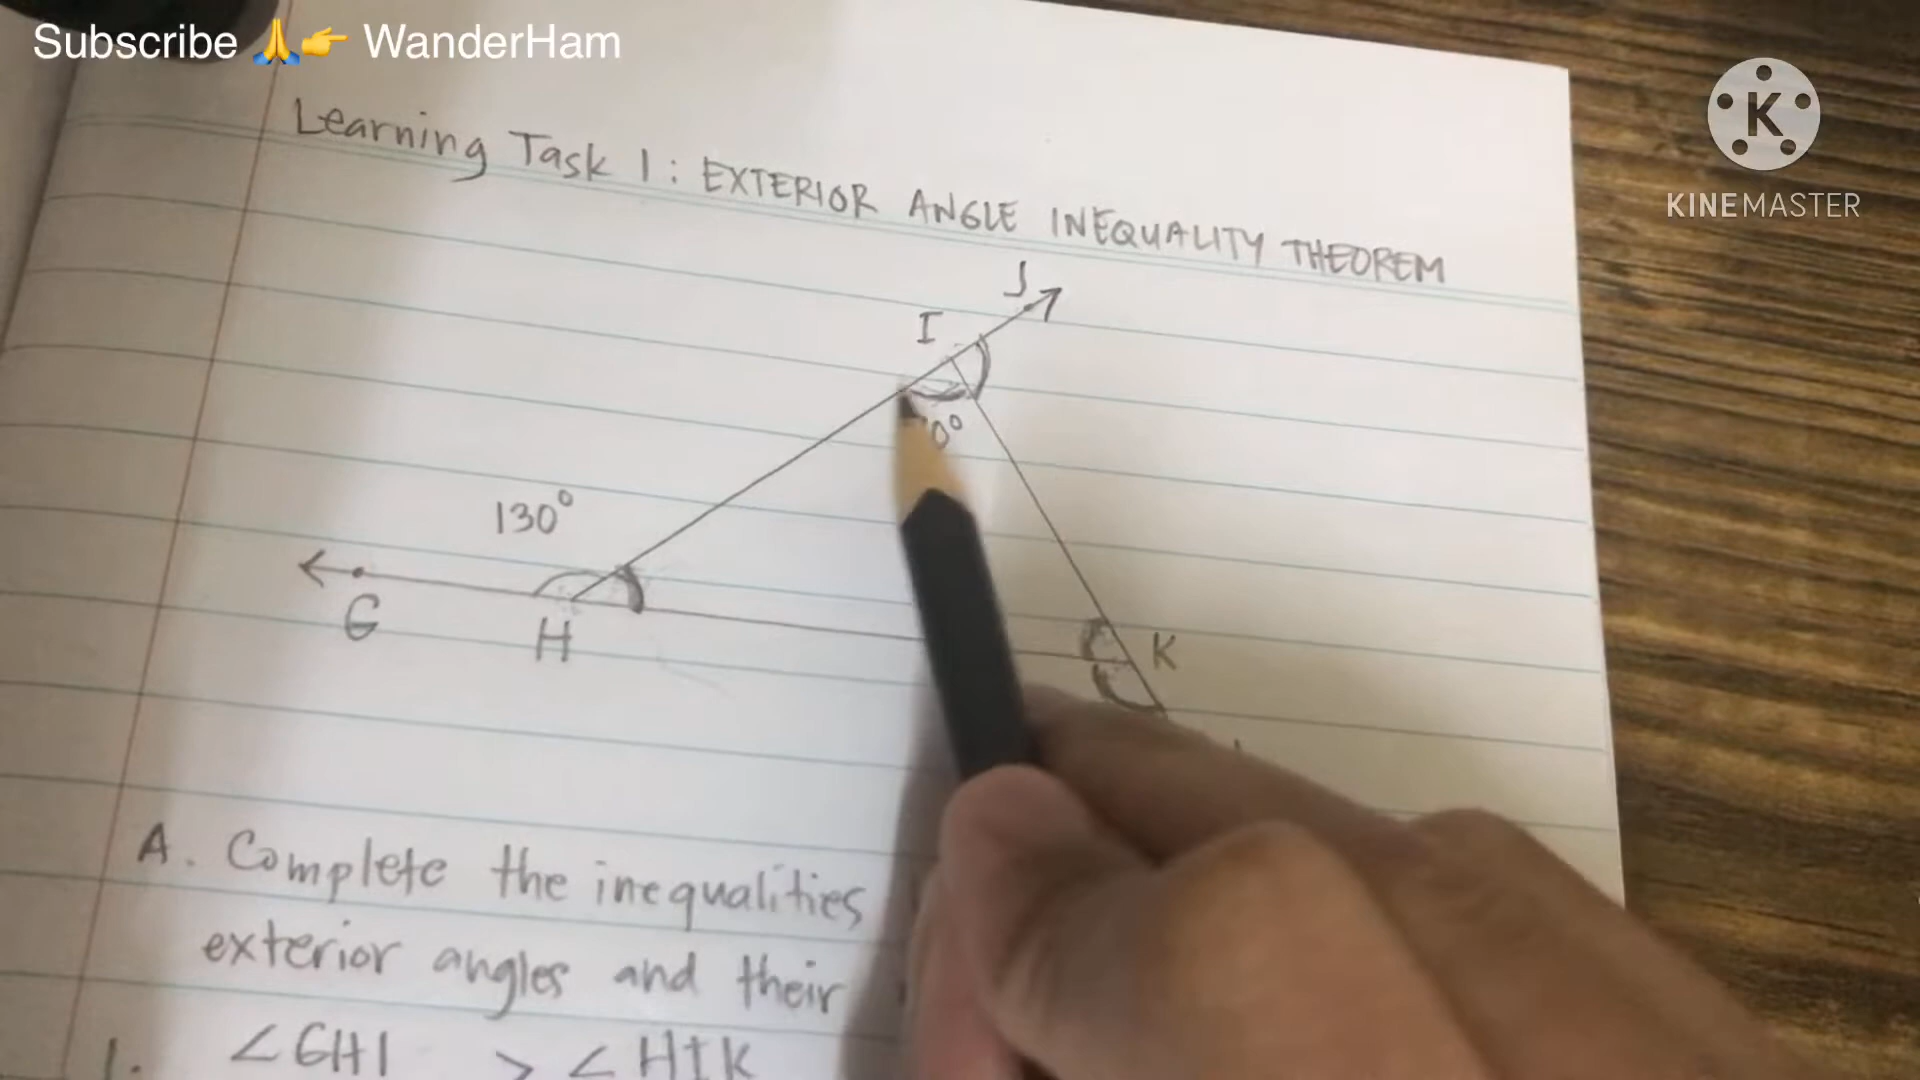 Subscribe 🙏👉 WanderHam
K
KINEMASTER
Learning Task 1: EXTERIOR ANGLE INEQUALITY THEOREM
J
I
0°
130°
G
H
K
A. Complete the inequalities
exterior angles and their
1. ∠GHI > ∠HIK